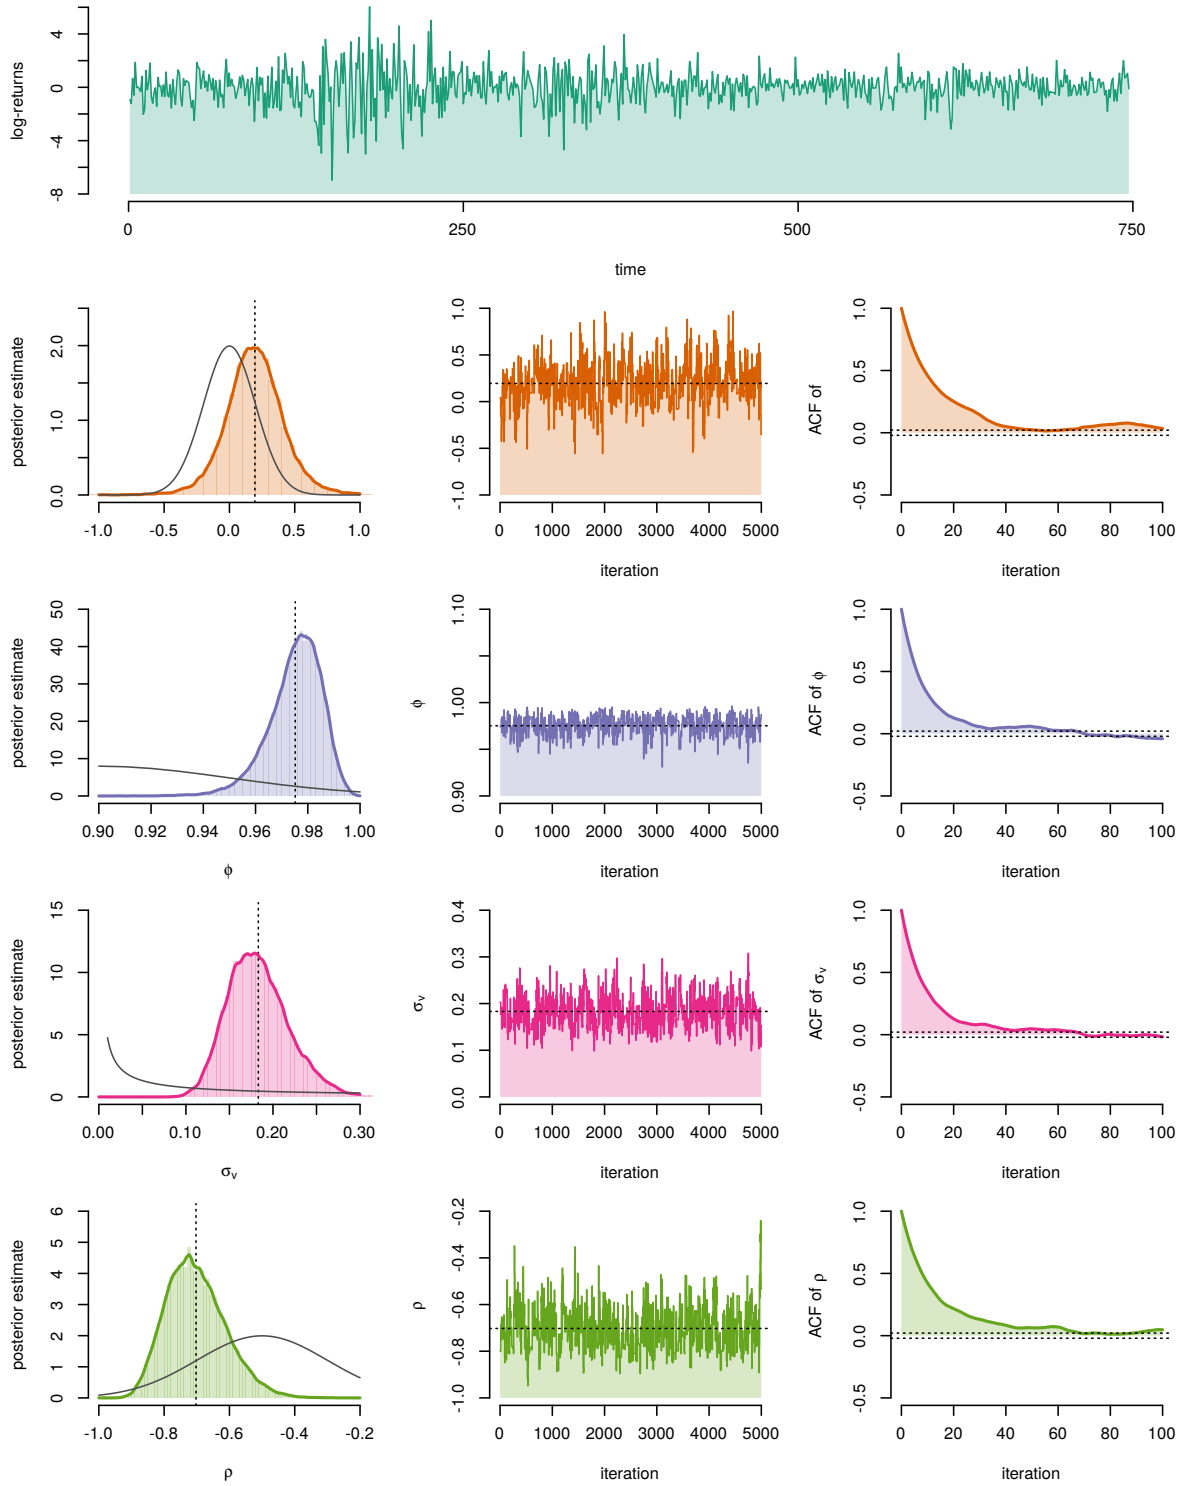 log-returns
4
0
-4
-8
0 250 500 750
time
posterior estimate
2.0
1.0
0.0
-1.0 -0.5 0.0 0.5 1.0
1.0
0.5
0.0
-0.5
-1.0
0 1000 2000 3000 4000 5000
iteration
ACF of
1.0
0.5
0.0
-0.5
0 20 40 60 80 100
iteration
posterior estimate
50
40
30
20
10
0
0.90 0.92 0.94 0.96 0.98 1.00
ϕ
ϕ
1.10
1.00
0.90
0 1000 2000 3000 4000 5000
iteration
ACF of ϕ
1.0
0.5
0.0
-0.5
0 20 40 60 80 100
iteration
posterior estimate
15
10
5
0
0.00 0.10 0.20 0.30
σv
σv
0.4
0.3
0.2
0.1
0.0
0 1000 2000 3000 4000 5000
iteration
ACF of σv
1.0
0.5
0.0
-0.5
0 20 40 60 80 100
iteration
posterior estimate
6
5
4
3
2
1
0
-1.0 -0.8 -0.6 -0.4 -0.2
ρ
ρ
-0.2
-0.4
-0.6
-0.8
-1.0
0 1000 2000 3000 4000 5000
iteration
ACF of ρ
1.0
0.5
0.0
-0.5
0 20 40 60 80 100
iteration